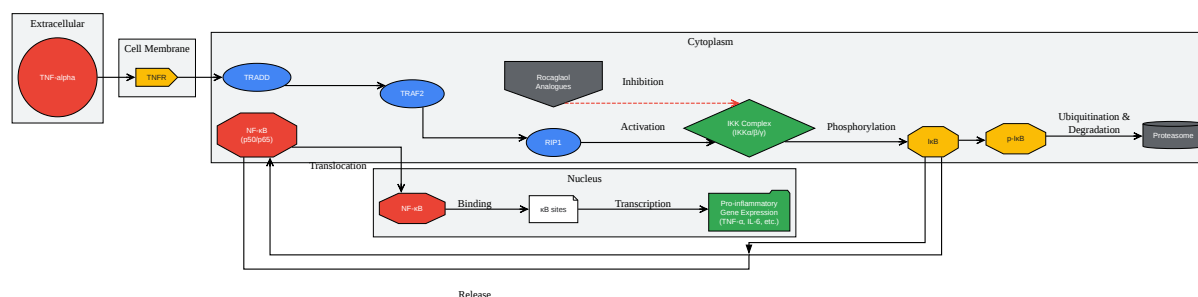 Extracellular
TNF-alpha
Cell Membrane
TNFR
Cytoplasm
TRADD
TRAF2
Rocaglaol
Analogues
Inhibition
NF-κB
(p50/p65)
RIP1
Activation
IKK Complex
(IKKα/β/γ)
Phosphorylation
IκB
p-IκB
Ubiquitination &
Degradation
Proteasome
Translocation
Nucleus
NF-κB
Binding
κB sites
Transcription
Pro-inflammatory
Gene Expression
(TNF-α, IL-6, etc.)
Release